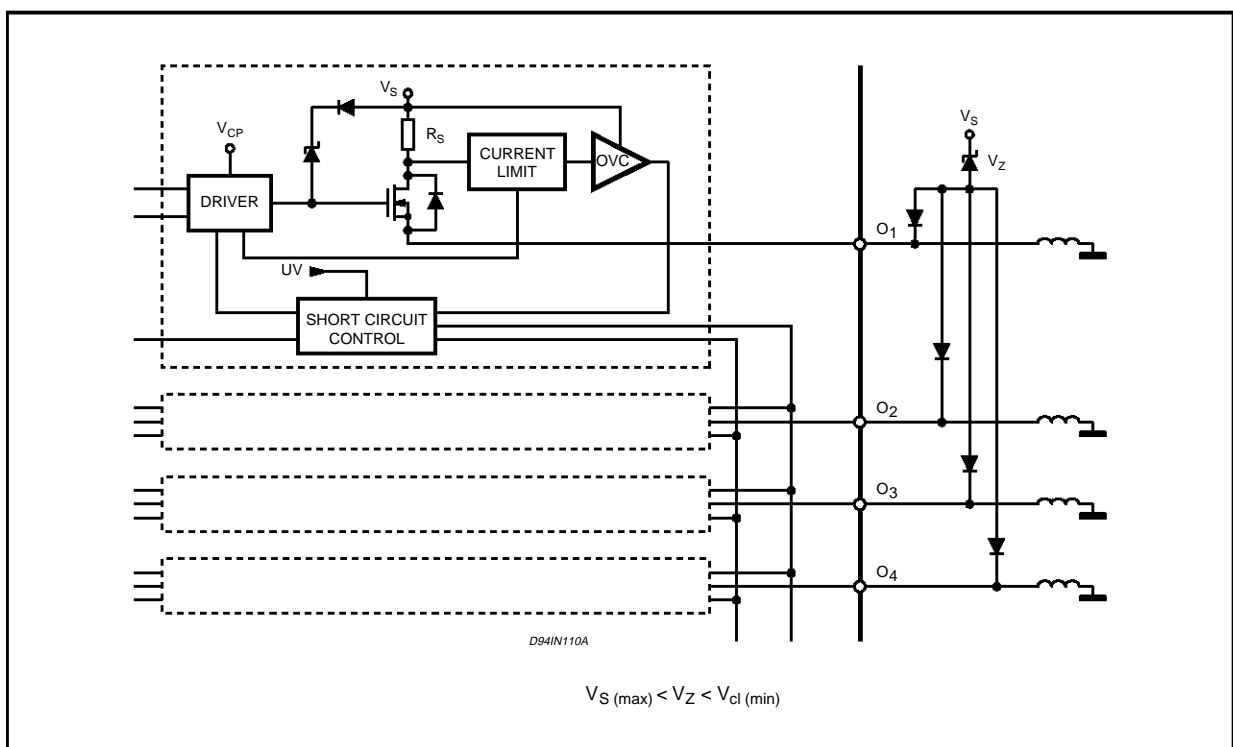 V_S
V_CP
R_S
CURRENT
LIMIT
OVC
DRIVER
V_S
V_Z
O_1
UV
SHORT CIRCUIT
CONTROL
O_2
O_3
O_4
D94IN110A
V_S (max) < V_Z < V_cl (min)